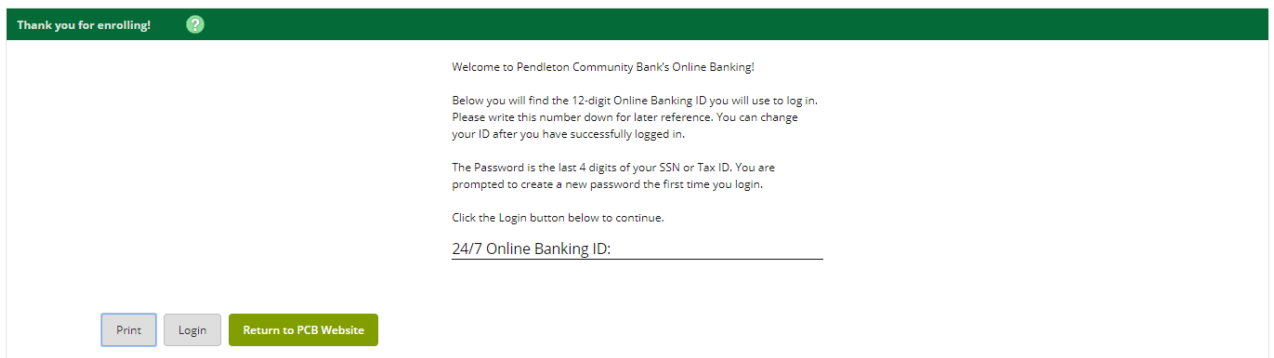 Thank you for enrolling! ?
Welcome to Pendleton Community Bank's Online Banking!
Below you will find the 12-digit Online Banking ID you will use to log in.
Please write this number down for later reference. You can change
your ID after you have successfully logged in.
The Password is the last 4 digits of your SSN or Tax ID. You are
prompted to create a new password the first time you login.
Click the Login button below to continue.
24/7 Online Banking ID:
Print Login Return to PCB Website